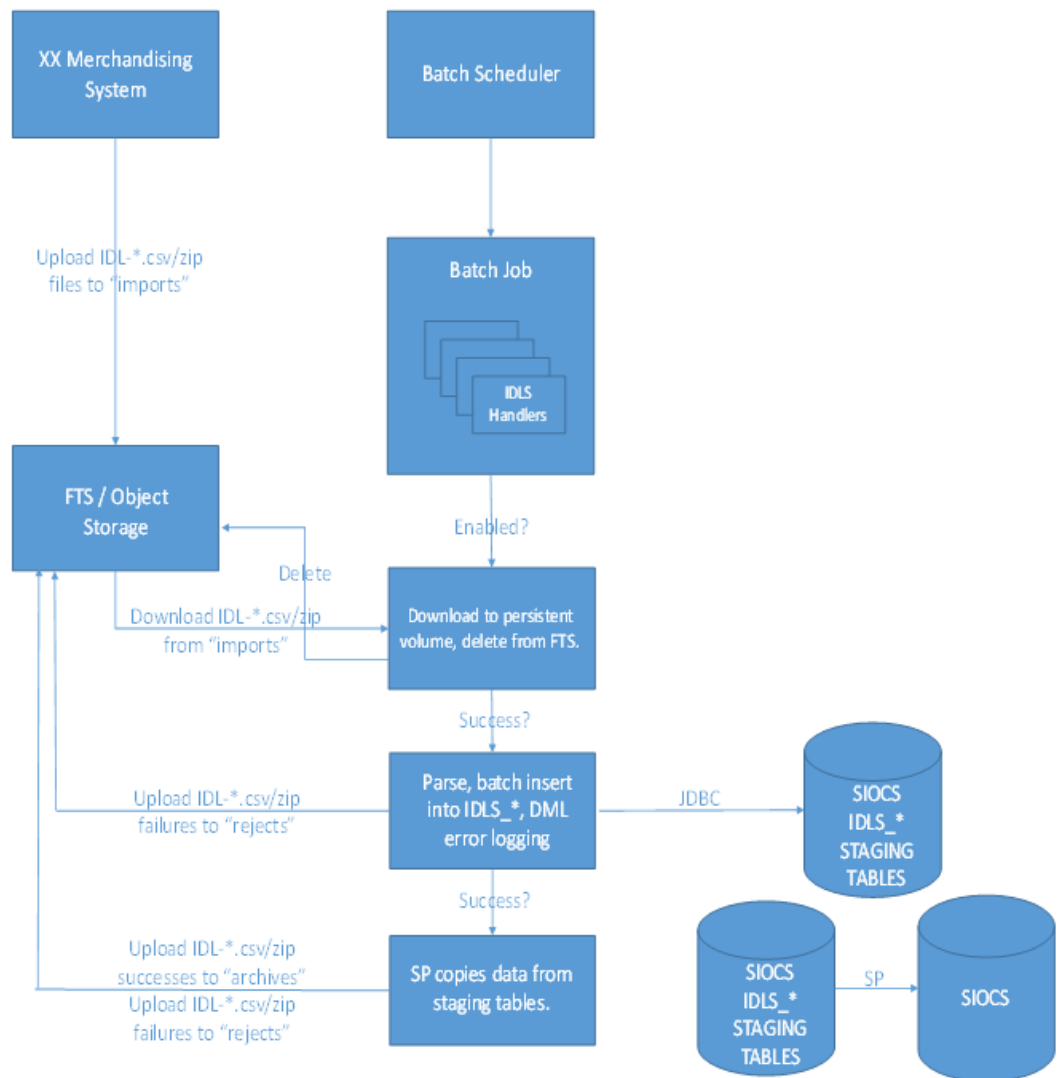 XX Merchandising
System
Batch Scheduler
Upload IDL-*.csv/zip
files to “imports”
Batch Job
IDLS
Handlers
FTS / Object
Storage
Enabled?
Delete
Download IDL-*.csv/zip
from “imports”
Download to persistent
volume, delete from FTS.
Success?
Upload IDL-*.csv/zip
failures to “rejects”
Parse, batch insert
into IDLS_*, DML
error logging
JDBC
SIOCS
IDLS_*
STAGING
TABLES
Success?
Upload IDL-*.csv/zip
successes to “archives”
Upload IDL-*.csv/zip
failures to “rejects”
SP copies data from
staging tables.
SIOCS
IDLS_*
STAGING
TABLES
SP
SIOCS